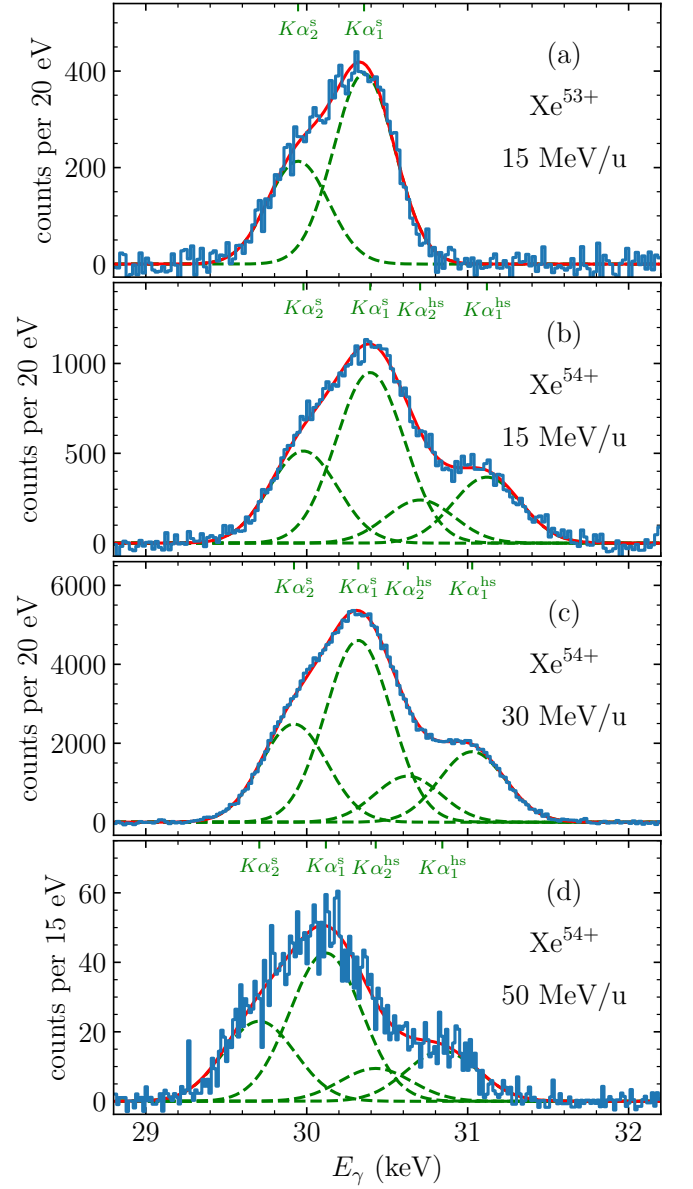 Kα₂ˢ Kα₁ˢ
(a)
Xe⁵³⁺
15 MeV/u
400
200
0
counts per 20 eV
Kα₂ˢ Kα₁ˢ Kα₂ʰˢ Kα₁ʰˢ
(b)
Xe⁵⁴⁺
15 MeV/u
1000
500
0
counts per 20 eV
Kα₂ˢ Kα₁ˢ Kα₂ʰˢ Kα₁ʰˢ
(c)
Xe⁵⁴⁺
30 MeV/u
6000
4000
2000
0
counts per 20 eV
Kα₂ˢ Kα₁ˢ Kα₂ʰˢ Kα₁ʰˢ
(d)
Xe⁵⁴⁺
50 MeV/u
60
40
20
0
counts per 15 eV
29 30 31 32
Eᵧ (keV)